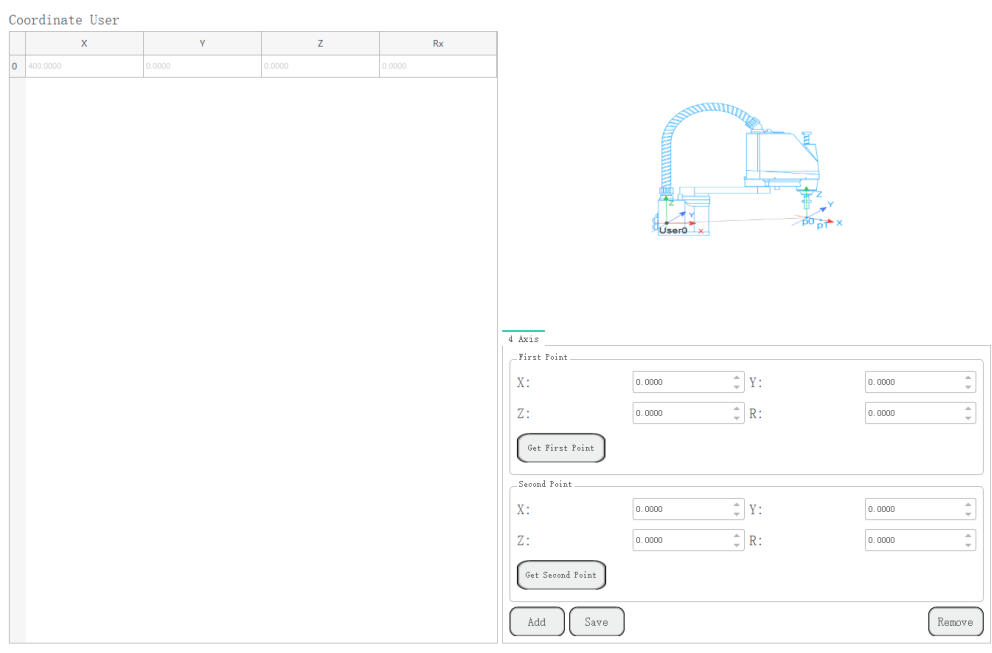 Coordinate User
X Y Z Rx
0 400.0000 0.0000 0.0000 0.0000
Z Y X User0
Z Y X p0 p1
4 Axis
First Point
X: 0.0000 Y: 0.0000
Z: 0.0000 R: 0.0000
Get First Point
Second Point
X: 0.0000 Y: 0.0000
Z: 0.0000 R: 0.0000
Get Second Point
Add Save Remove